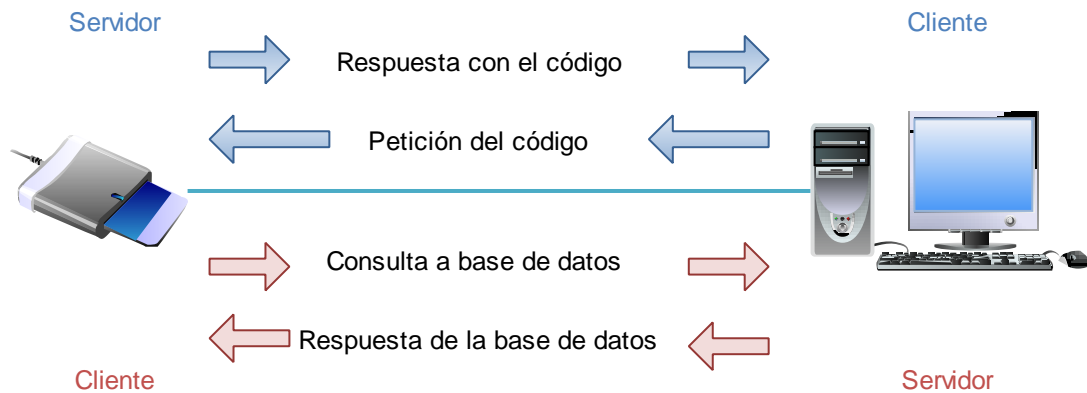 Servidor
Cliente
Respuesta con el código
Petición del código
Consulta a base de datos
Respuesta de la base de datos
Cliente
Servidor